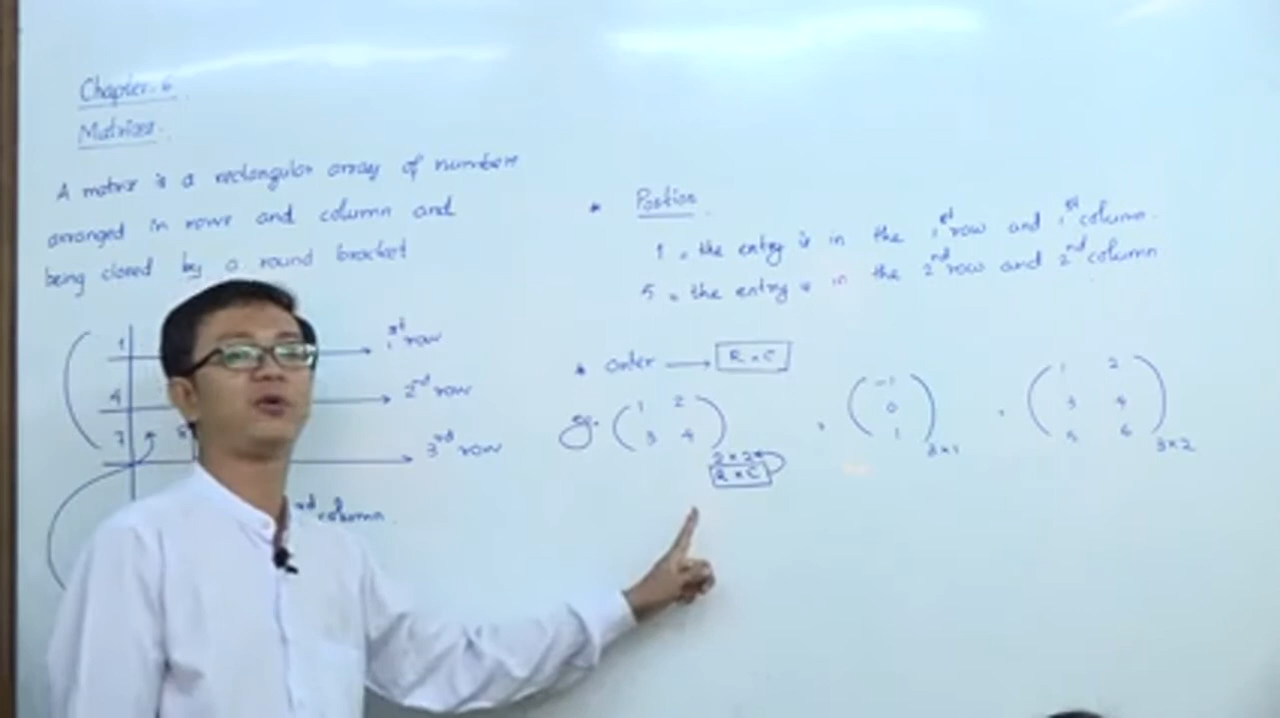 Chapter-6
Matrices.
A matrix is a rectangular array of numbers
arranged in rows and column and
being closed by a round bracket
1 → 1st row
4 → 2nd row
7 → 3rd row
column
* Position
1 = the entry is in the 1st row and 1st column.
5 = the entry is in the 2nd row and 2nd column
* order → R × C
eg. ( 1 2 , ( -1 , ( 1 2
3 4 ) 0 3 4
2 × 2 1 ) 3×1 5 6 ) 3×2
R × C